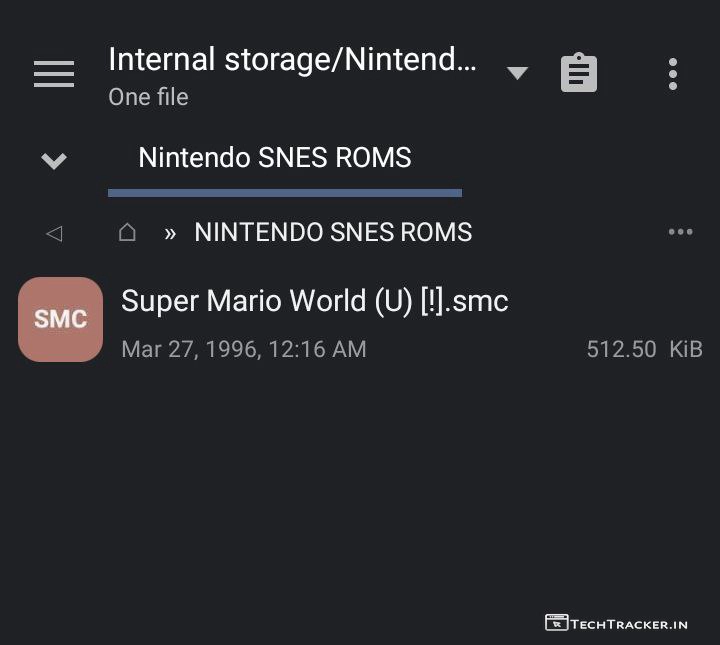 Internal storage/Nintend...
One file
Nintendo SNES ROMS
» NINTENDO SNES ROMS
SMC
Super Mario World (U) [!].smc
Mar 27, 1996, 12:16 AM 512.50 KiB
TECHTRACKER.IN